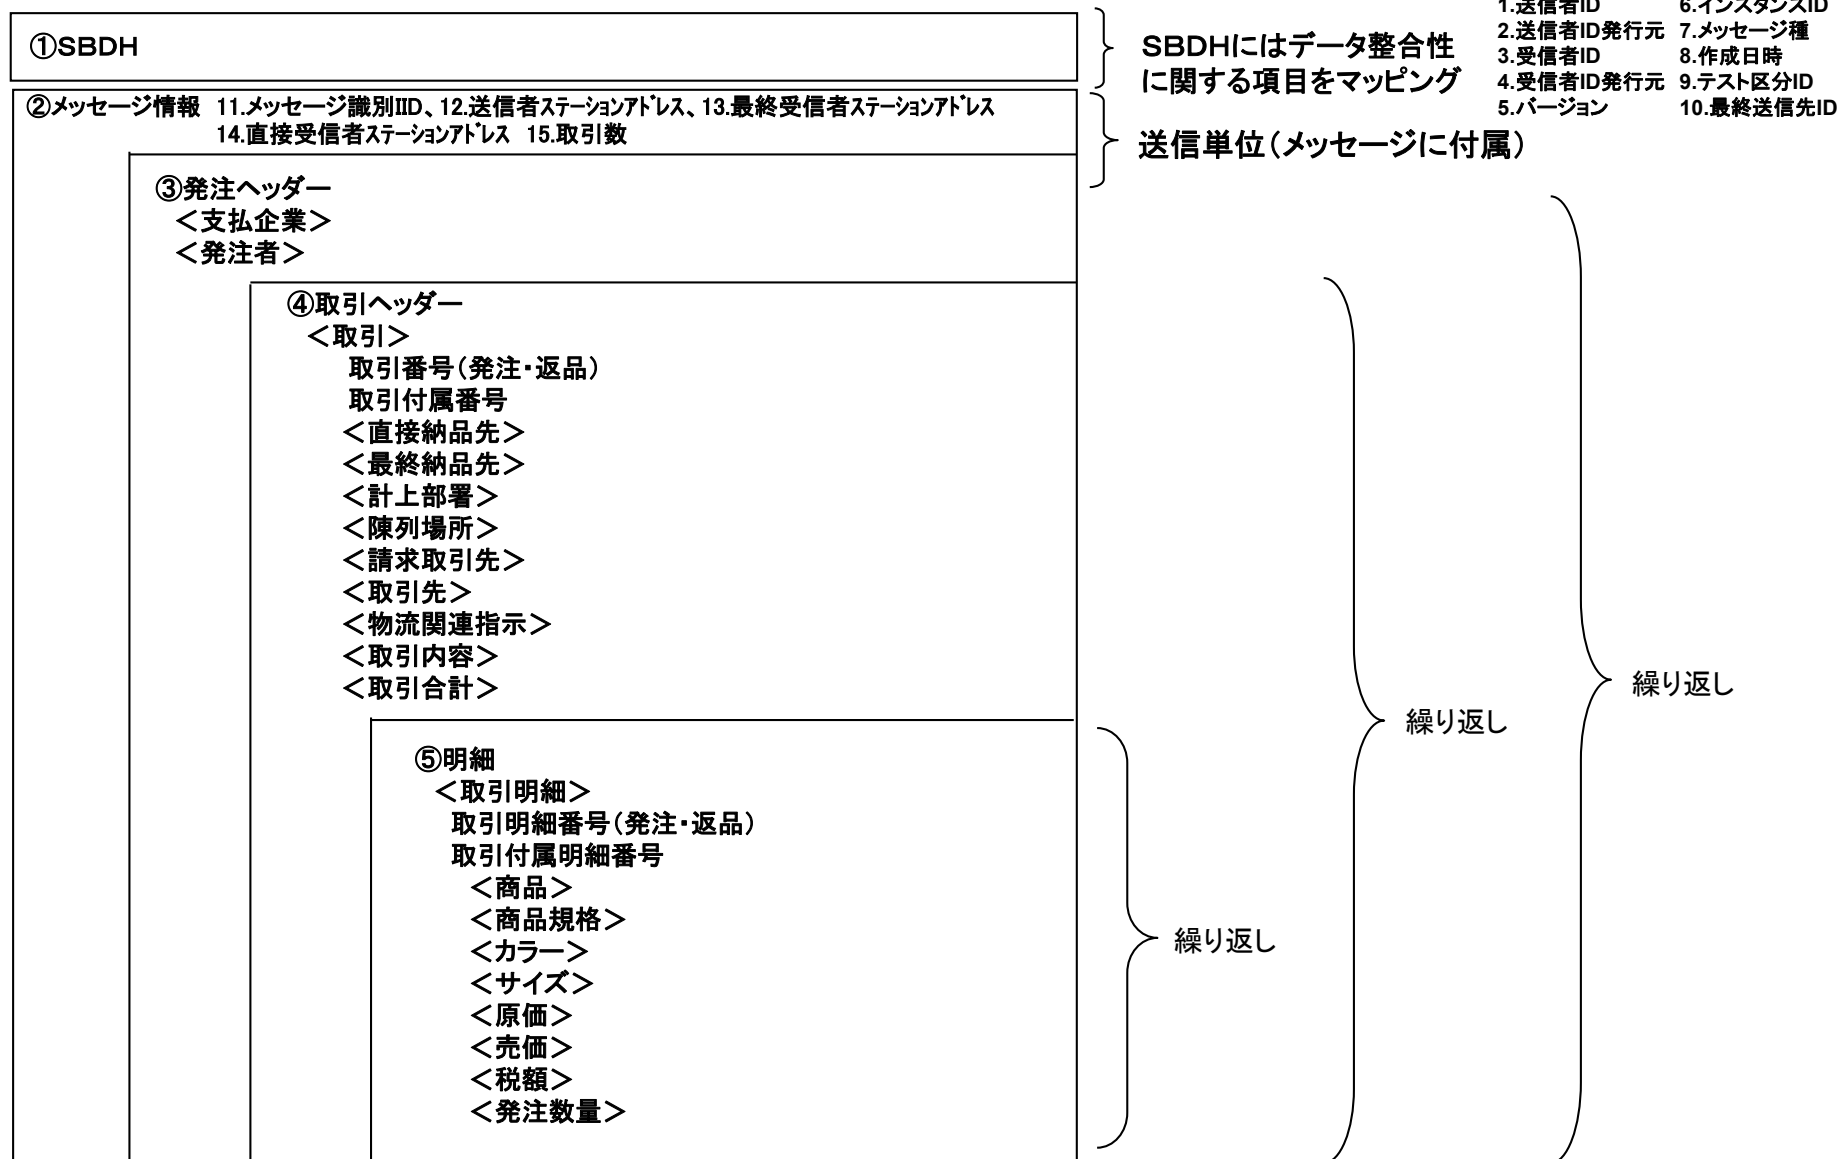 ①SBDH
SBDHにはデータ整合性
に関する項目をマッピング
1.送信者ID 6.インスタンスID
2.送信者ID発行元 7.メッセージ種
3.受信者ID 8.作成日時
4.受信者ID発行元 9.テスト区分ID
5.バージョン 10.最終送信先ID
②メッセージ情報 11.メッセージ識別IID、12.送信者ステーションアドレス、13.最終受信者ステーションアドレス
14.直接受信者ステーションアドレス 15.取引数
送信単位(メッセージに付属)
③発注ヘッダー
＜支払企業＞
＜発注者＞
④取引ヘッダー
＜取引＞
取引番号(発注・返品)
取引付属番号
＜直接納品先＞
＜最終納品先＞
＜計上部署＞
＜陳列場所＞
＜請求取引先＞
＜取引先＞
＜物流関連指示＞
＜取引内容＞
＜取引合計＞
繰り返し
繰り返し
⑤明細
＜取引明細＞
取引明細番号(発注・返品)
取引付属明細番号
＜商品＞
＜商品規格＞
＜カラー＞
＜サイズ＞
＜原価＞
＜売価＞
＜税額＞
＜発注数量＞
繰り返し